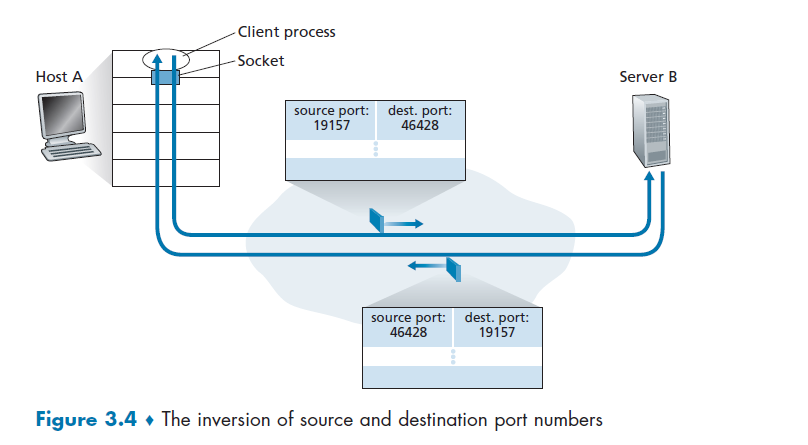 Client process
Socket
Host A
Server B
source port: dest. port:
19157 46428
source port: dest. port:
46428 19157
Figure 3.4 ♦ The inversion of source and destination port numbers